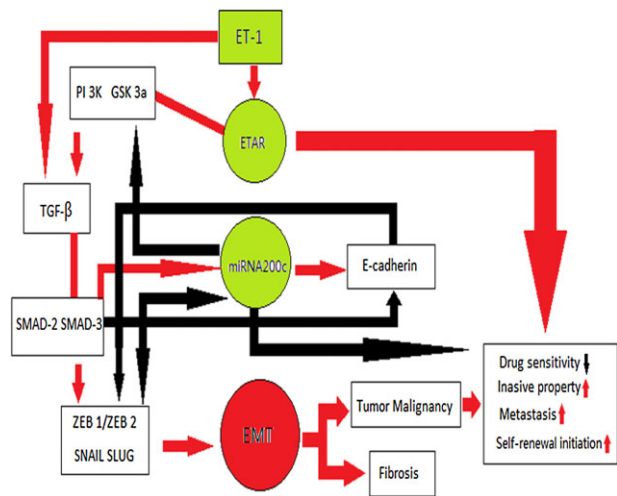 ET-1
PI 3K GSK 3a
ETAR
TGF-β
miRNA200c
E-cadherin
SMAD-2 SMAD-3
Drug sensitivity
Inasive property
Metastasis
Self-renewal initiation
ZEB 1/ZEB 2
SNAIL SLUG
EMT
Tumor Malignancy
Fibrosis